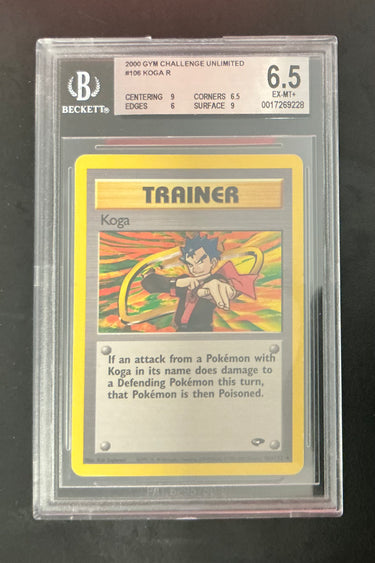 2000 GYM CHALLENGE UNLIMITED
#106 KOGA R
CENTERING 9 CORNERS 6.5
EDGES 6 SURFACE 9
6.5
EX-MT+
0017269228
B
BECKETT®
TRAINER
Koga
If an attack from a Pokémon with
Koga in its name does damage to
a Defending Pokémon this turn,
that Pokémon is then Poisoned.